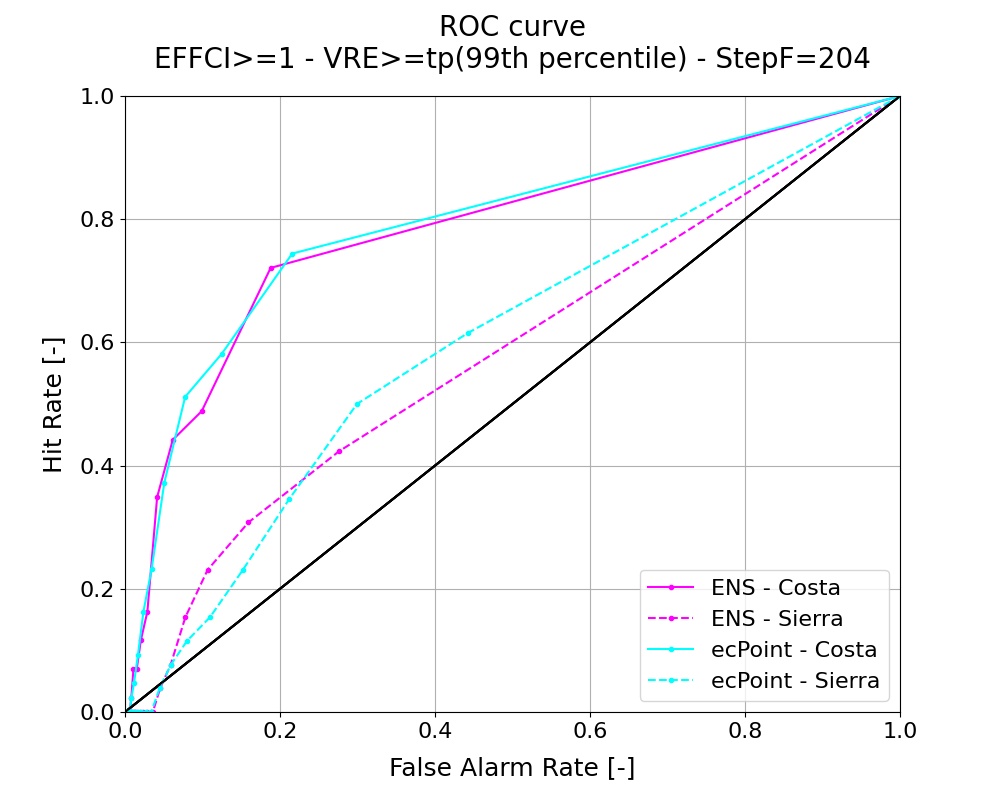 ROC curve
EFFCI>=1 - VRE>=tp(99th percentile) - StepF=204
1.0
0.8
0.6
0.4
0.2
0.0
Hit Rate [-]
0.0 0.2 0.4 0.6 0.8 1.0
False Alarm Rate [-]
ENS - Costa
ENS - Sierra
ecPoint - Costa
ecPoint - Sierra